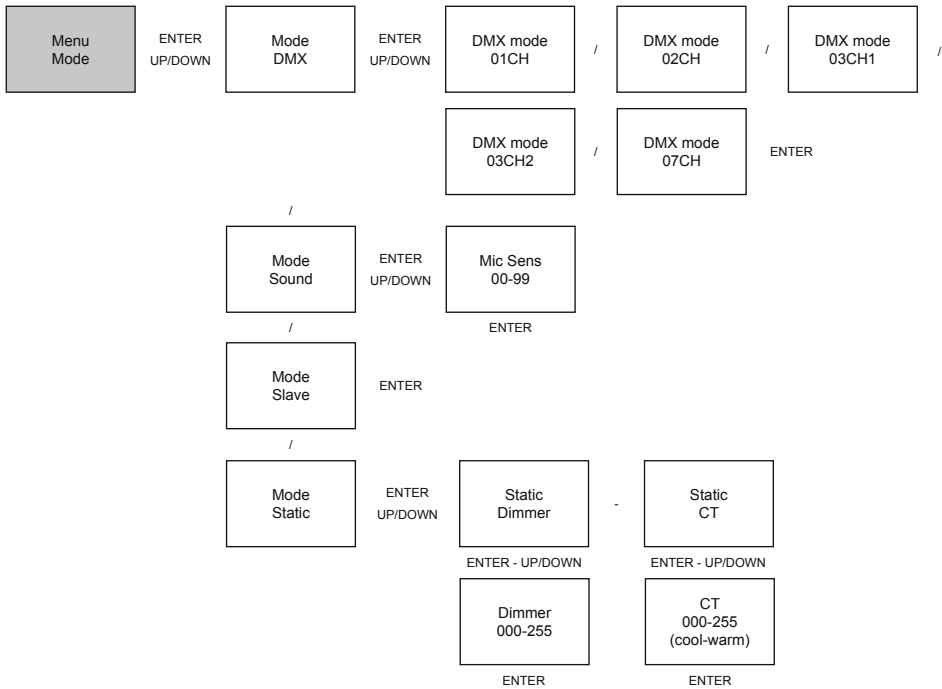 Menu
Mode
ENTER
UP/DOWN
Mode
DMX
ENTER
UP/DOWN
DMX mode
01CH
/
DMX mode
02CH
/
DMX mode
03CH1
/
DMX mode
03CH2
/
DMX mode
07CH
ENTER
/
Mode
Sound
ENTER
UP/DOWN
Mic Sens
00-99
ENTER
/
Mode
Slave
ENTER
/
Mode
Static
ENTER
UP/DOWN
Static
Dimmer
-
Static
CT
ENTER - UP/DOWN
ENTER - UP/DOWN
Dimmer
000-255
CT
000-255
(cool-warm)
ENTER
ENTER